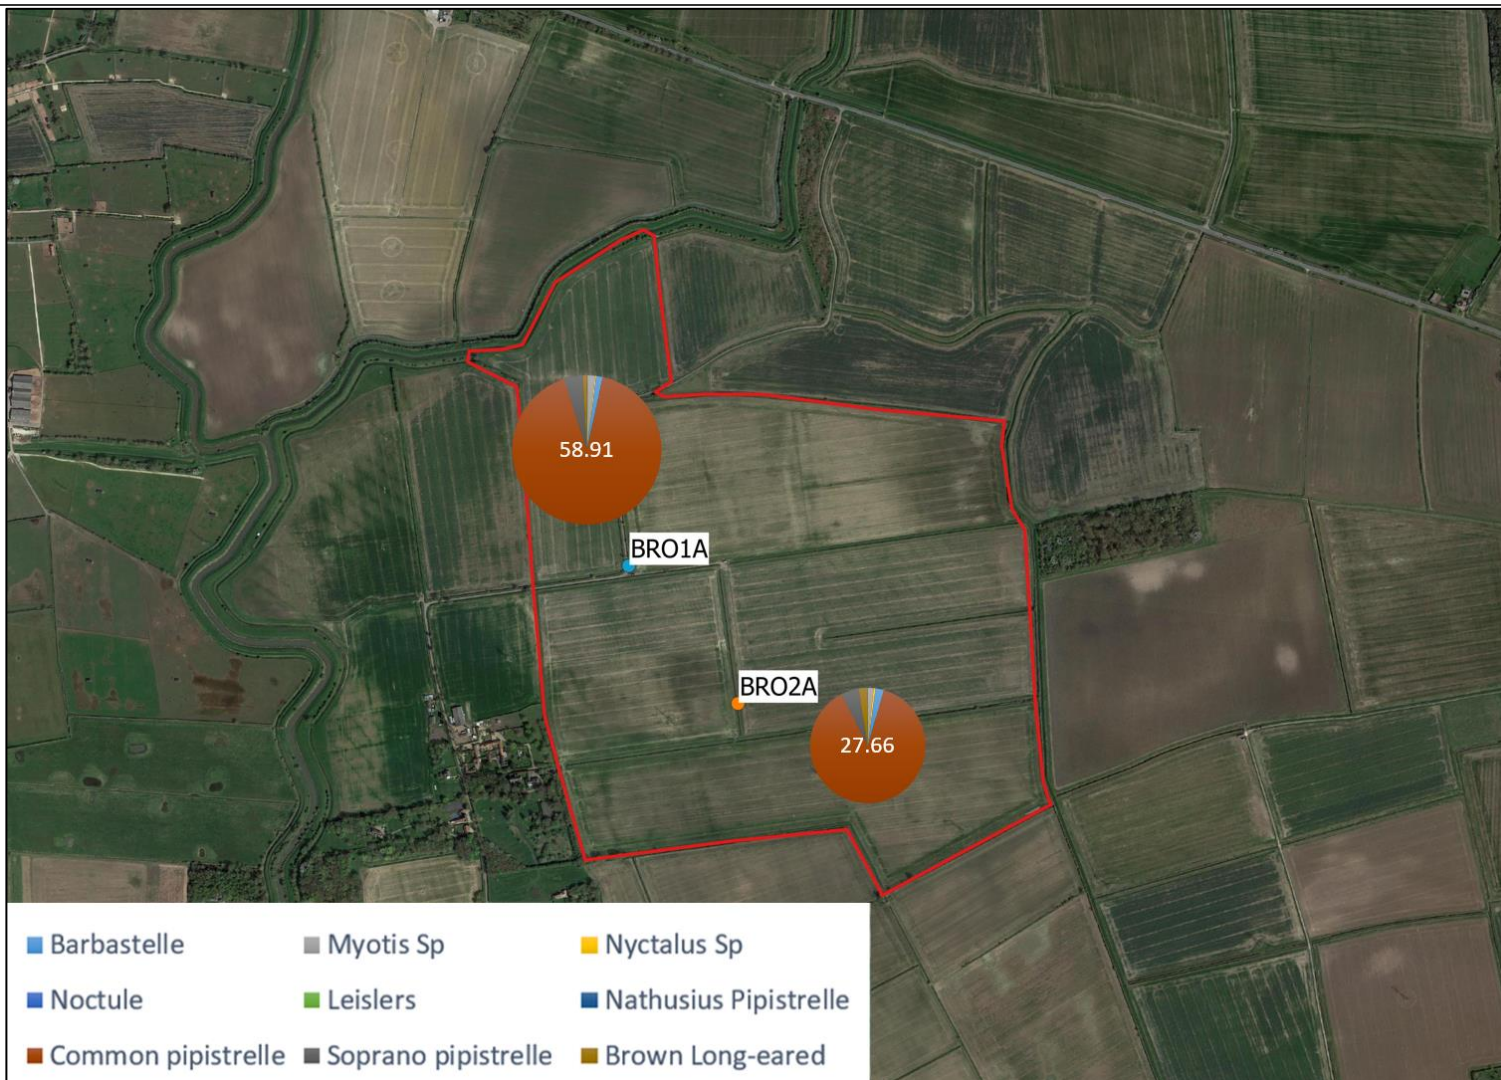 58.91
BRO1A
BRO2A
27.66
Barbastelle Myotis Sp Nyctalus Sp
Noctule Leislers Nathusius Pipistrelle
Common pipistrelle Soprano pipistrelle Brown Long-eared